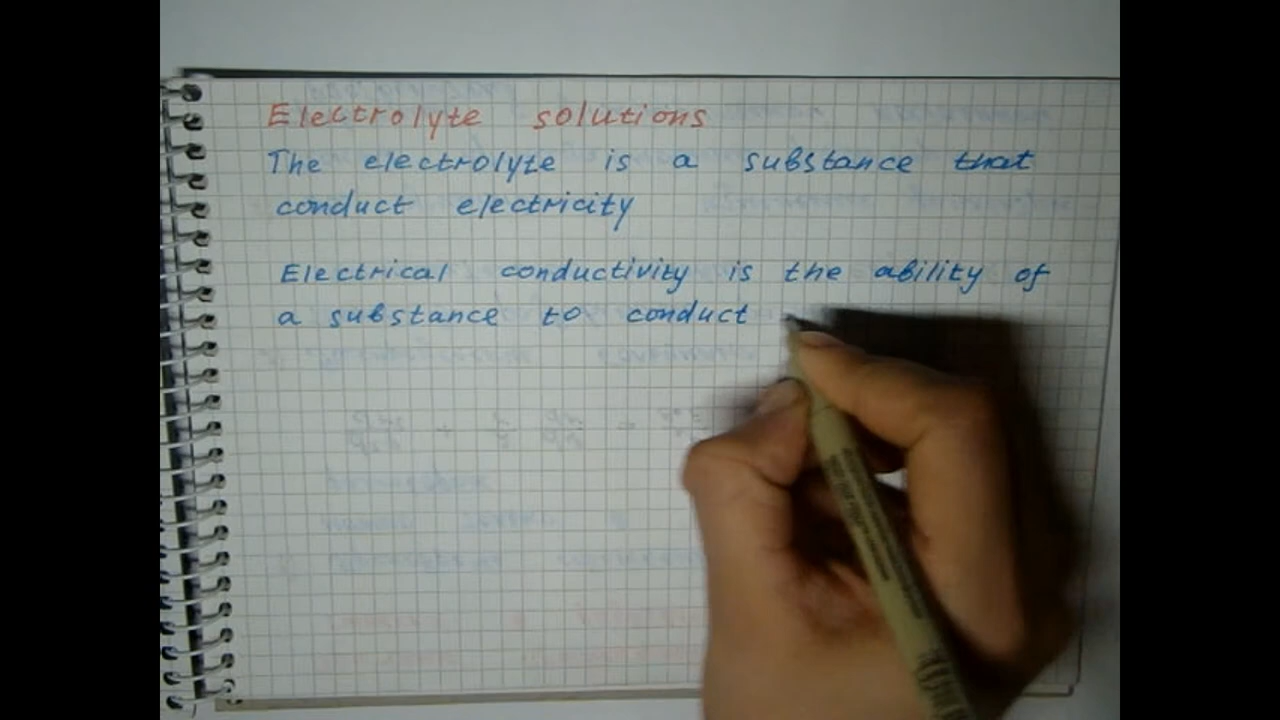 Electrolyte solutions
The electrolyte is a substance that
conduct electricity
Electrical conductivity is the ability of
a substance to conduct